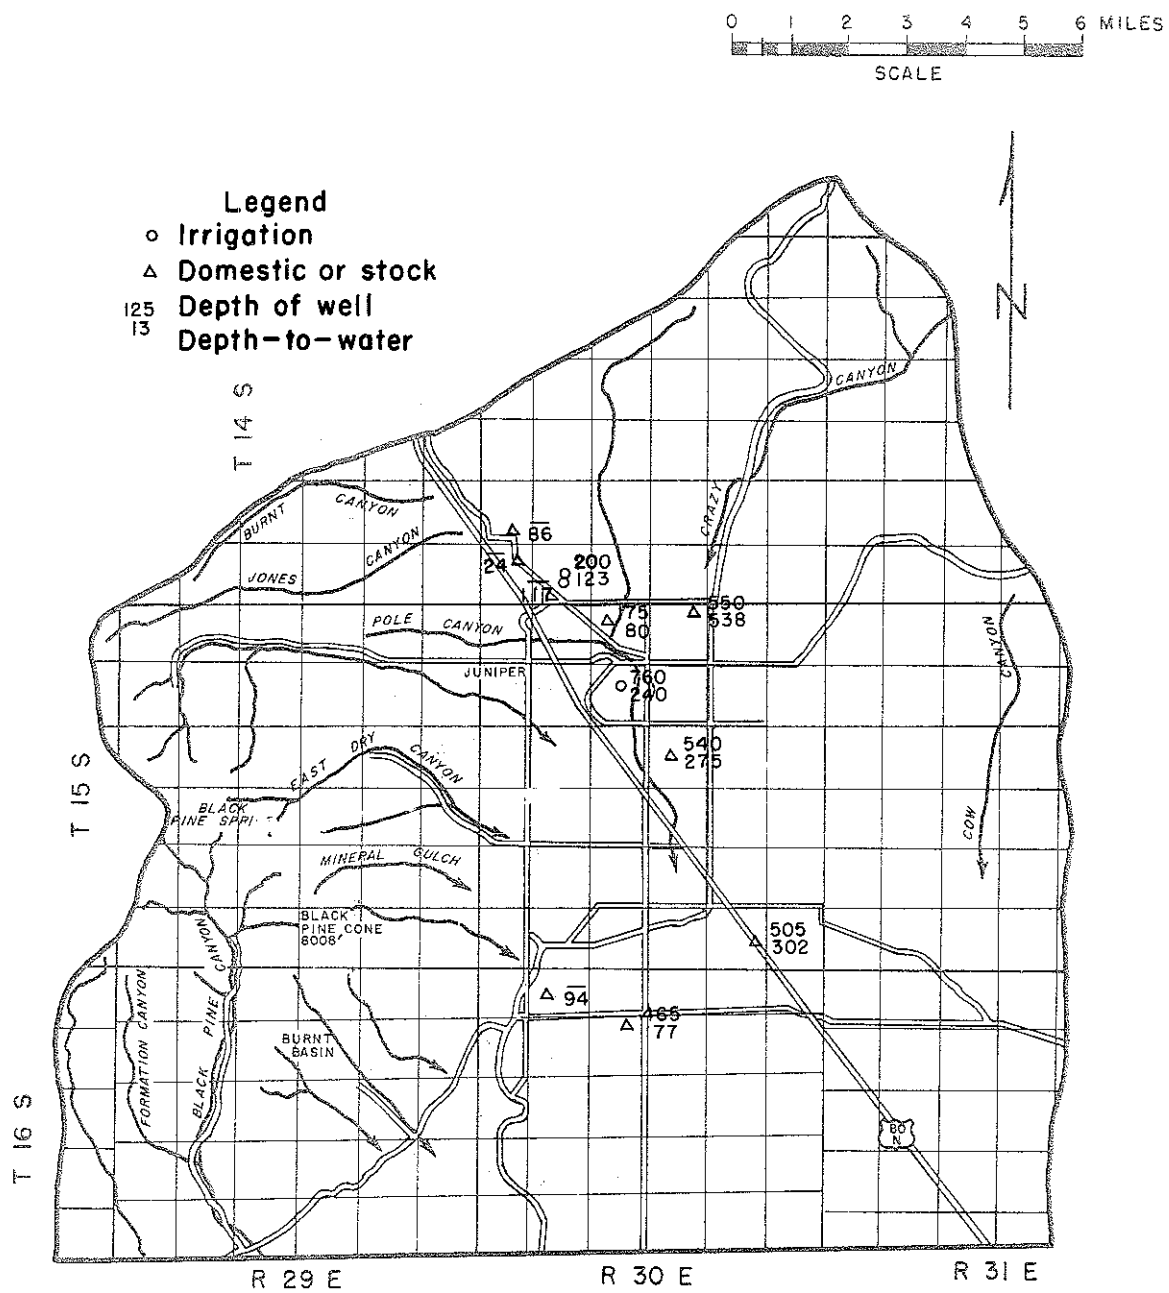 0 1 2 3 4 5 6 MILES
SCALE
Legend
Irrigation
Domestic or stock
125 Depth of well
13 Depth-to-water
N
T 14 S
CANYON
BURNT
CANYON
CRAZY
CANYON
JONES
86
24
200
123
117
550
538
75
80
POLE CANYON
JUNIPER
760
240
CANYON
COW
540
275
T 15 S
EAST DRY CANYON
BLACK
PINE
MINERAL GULCH
BLACK
PINE CONE
8008'
505
302
94
77
BLACK PINE CANYON
FORMATION CANYON
BURNT
BASIN
T 16 S
80
N
R 29 E
R 30 E
R 31 E